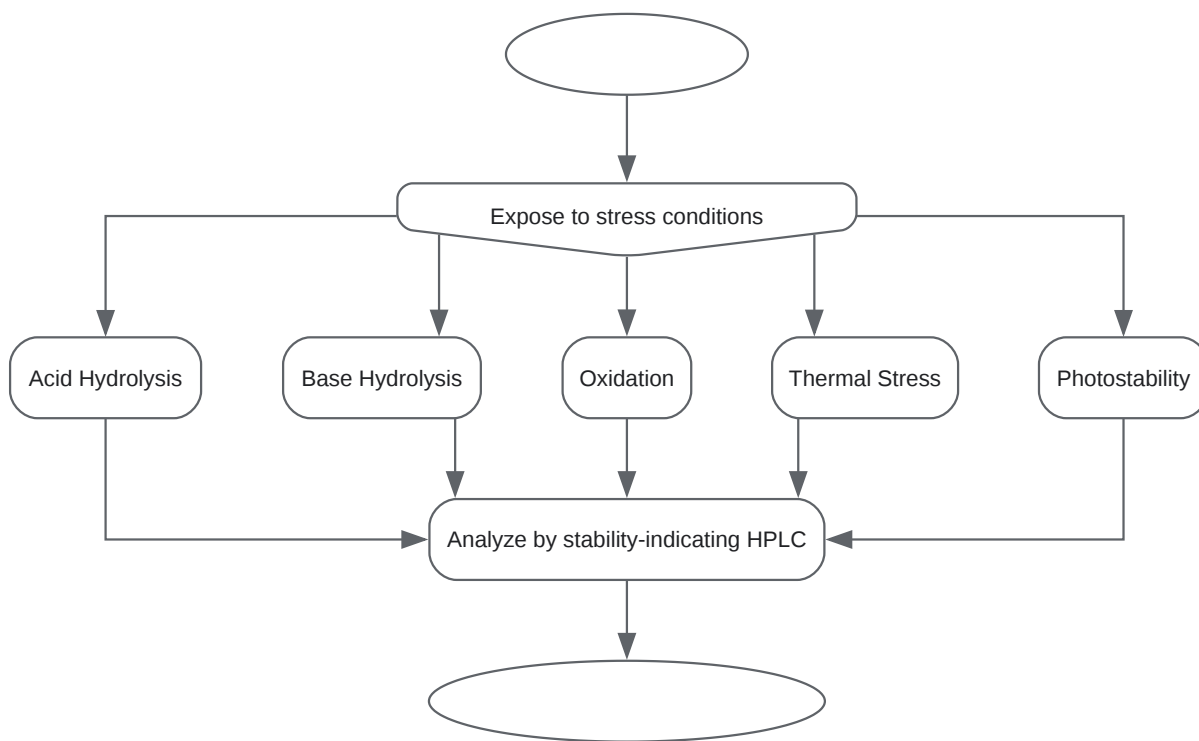 Expose to stress conditions
Acid Hydrolysis
Base Hydrolysis
Oxidation
Thermal Stress
Photostability
Analyze by stability-indicating HPLC